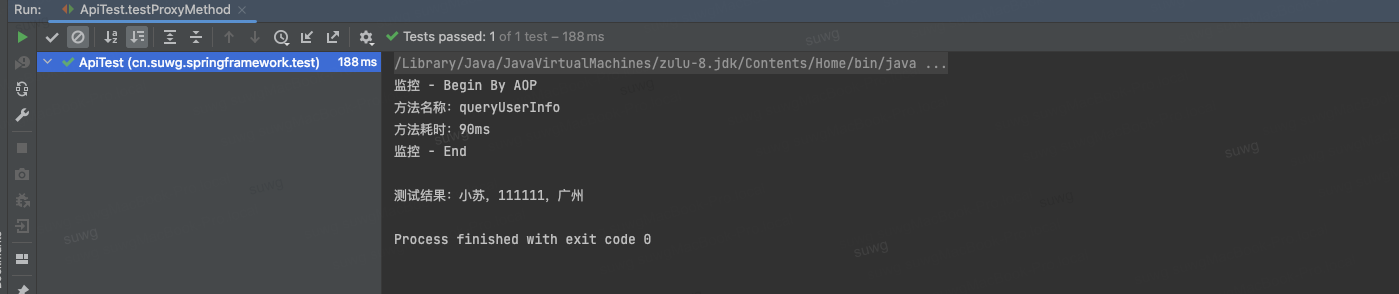 Run: ApiTest.testProxyMethod ×
Tests passed: 1 of 1 test – 188 ms
ApiTest (cn.suwg.springframework.test) 188 ms
/Library/Java/JavaVirtualMachines/zulu-8.jdk/Contents/Home/bin/java ...
监控 - Begin By AOP
方法名称：queryUserInfo
方法耗时：90ms
监控 - End
测试结果：小苏，111111，广州
Process finished with exit code 0
suwg
suwg
suwg
suwg
suwg
suwg
suwg